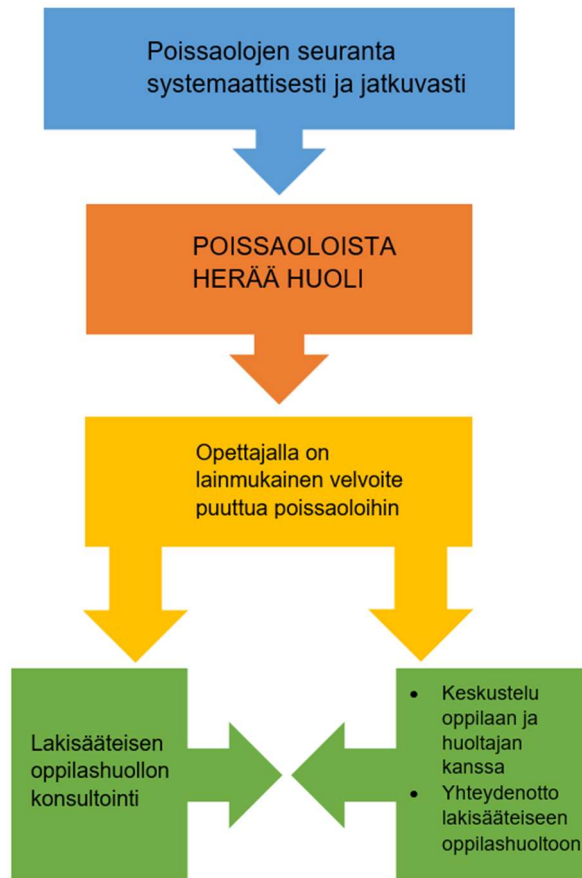 Poissaolojen seuranta
systemaattisesti ja jatkuvasti
POISSAOLOISTA
HERÄÄ HUOLI
Opettajalla on
lainmukainen velvoite
puuttua poissaoloihin
Lakisääteisen
oppilashuollon
konsultointi
• Keskustelu
oppilaan ja
huoltajan
kanssa
• Yhteydenotto
lakisääteiseen
oppilashuoltoon